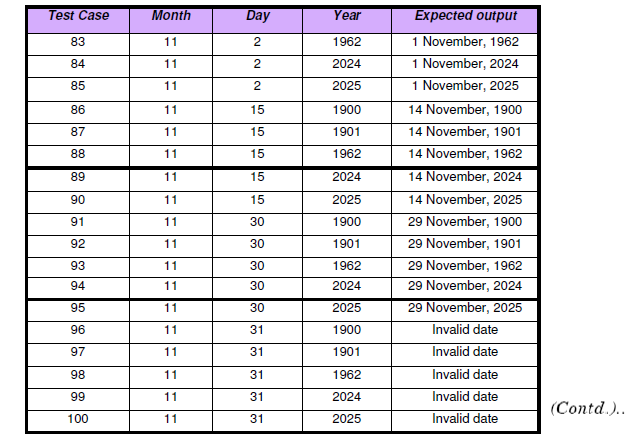 Test Case Month Day Year Expected output
83 11 2 1962 1 November, 1962
84 11 2 2024 1 November, 2024
85 11 2 2025 1 November, 2025
86 11 15 1900 14 November, 1900
87 11 15 1901 14 November, 1901
88 11 15 1962 14 November, 1962
89 11 15 2024 14 November, 2024
90 11 15 2025 14 November, 2025
91 11 30 1900 29 November, 1900
92 11 30 1901 29 November, 1901
93 11 30 1962 29 November, 1962
94 11 30 2024 29 November, 2024
95 11 30 2025 29 November, 2025
96 11 31 1900 Invalid date
97 11 31 1901 Invalid date
98 11 31 1962 Invalid date
99 11 31 2024 Invalid date
100 11 31 2025 Invalid date
(Contd.)..